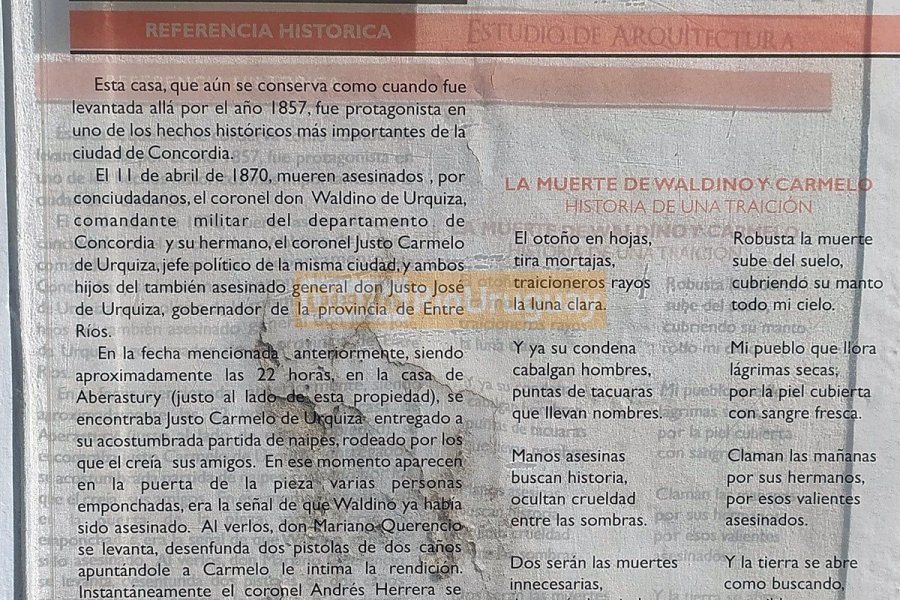 REFERENCIA HISTORICA
ESTUDIO DE ARQUITECTURA
Esta casa, que aún se conserva como cuando fue
levantada allá por el año 1857, fue protagonista en
uno de los hechos históricos más importantes de la
ciudad de Concordia.
El 11 de abril de 1870, mueren asesinados , por
conciudadanos, el coronel don Waldino de Urquiza,
comandante militar del departamento de
Concordia y su hermano, el coronel Justo Carmelo
de Urquiza, jefe político de la misma ciudad, y ambos
hijos del también asesinado general don Justo José
de Urquiza, gobernador de la provincia de Entre
Ríos.
En la fecha mencionada anteriormente, siendo
aproximadamente las 22 horas, en la casa de
Aberastury (justo al lado de esta propiedad), se
encontraba Justo Carmelo de Urquiza entregado a
su acostumbrada partida de naipes, rodeado por los
que el creía sus amigos. En ese momento aparecen
en la puerta de la pieza varias personas
emponchadas, era la señal de que Waldino ya había
sido asesinado. Al verlos, don Mariano Querencio
se levanta, desenfunda dos pistolas de dos caños
apuntándole a Carmelo le intima la rendición.
Instantáneamente el coronel Andrés Herrera se
LA MUERTE DE WALDINO Y CARMELO
HISTORIA DE UNA TRAICIÓN
El otoño en hojas,
tira mortajas,
traicioneros rayos
la luna clara.
Y ya su condena
cabalgan hombres,
puntas de tacuaras
que llevan nombres.
Manos asesinas
buscan historia,
ocultan crueldad
entre las sombras.
Dos serán las muertes
innecesarias,
Robusta la muerte
sube del suelo,
cubriendo su manto
todo mi cielo.
Mi pueblo que llora
lágrimas secas,
por la piel cubierta
con sangre fresca.
Claman las mañanas
por sus hermanos,
por esos valientes
asesinados.
Y la tierra se abre
como buscando,